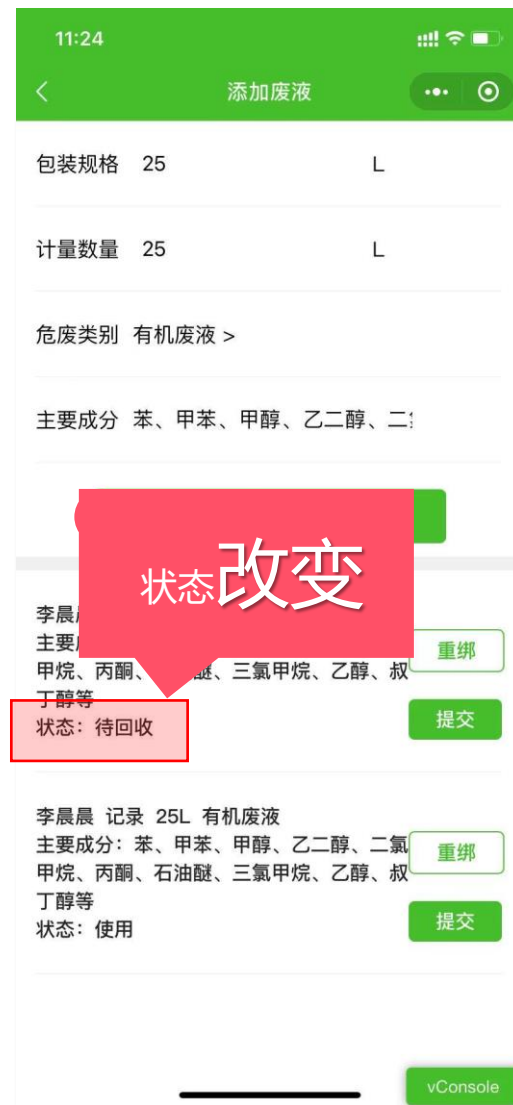 11:24
添加废液
包装规格 25 L
计量数量 25 L
危废类别 有机废液 >
主要成分 苯、甲苯、甲醇、乙二醇、二
状态改变
李晨
主要
甲烷、丙酮、 醚、三氯甲烷、乙醇、叔
丁醇等
状态：待回收
重绑
提交
李晨晨 记录 25L 有机废液
主要成分：苯、甲苯、甲醇、乙二醇、二氯
甲烷、丙酮、石油醚、三氯甲烷、乙醇、叔
丁醇等
状态：使用
重绑
提交
vConsole